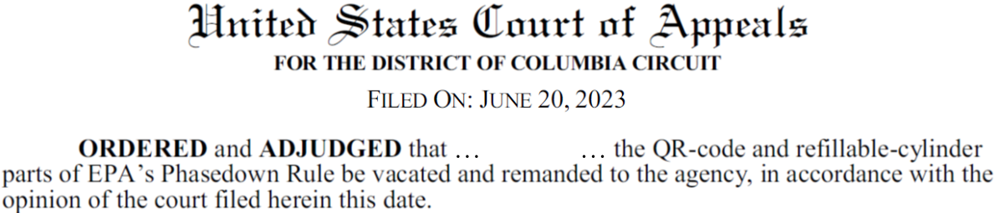 United States Court of Appeals
FOR THE DISTRICT OF COLUMBIA CIRCUIT
FILED ON: JUNE 20, 2023
ORDERED and ADJUDGED that ... ... the QR-code and refillable-cylinder
parts of EPA's Phasedown Rule be vacated and remanded to the agency, in accordance with the
opinion of the court filed herein this date.